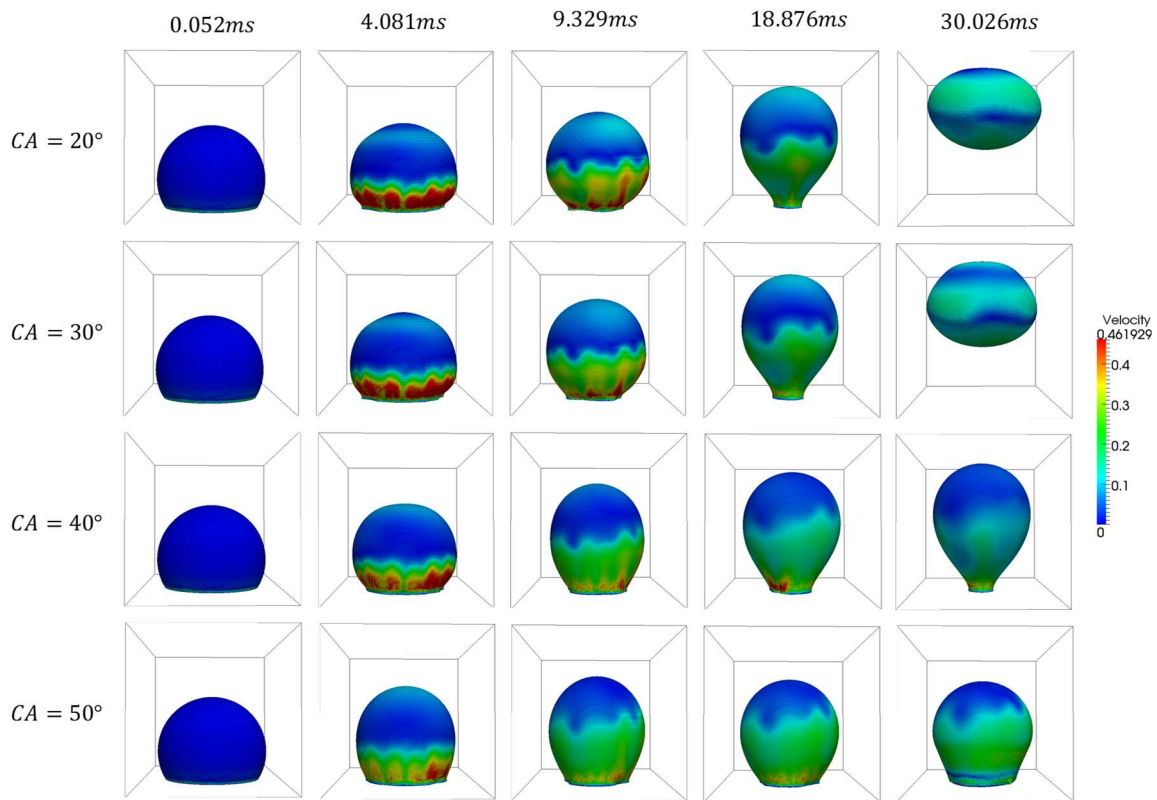 0.052ms 4.081ms 9.329ms 18.876ms 30.026ms
CA = 20°
CA = 30°
Velocity
0.461929
0.4
0.3
0.2
0.1
0
CA = 40°
CA = 50°